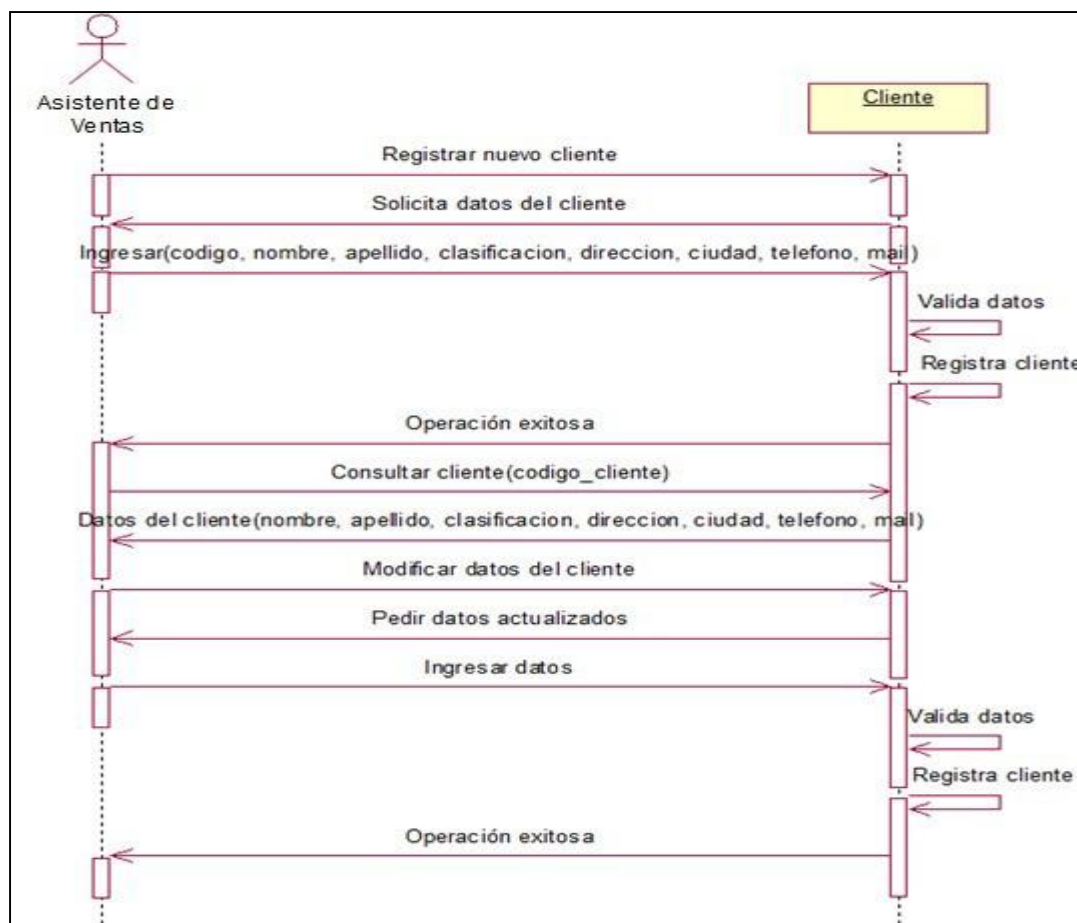 Asistente de
Ventas
Cliente
Registrar nuevo cliente
Solicita datos del cliente
Ingresar(codigo, nombre, apellido, clasificacion, direccion, ciudad, telefono, mail)
Valida datos
Registra cliente
Operación exitosa
Consultar cliente(codigo_cliente)
Datos del cliente(nombre, apellido, clasificacion, direccion, ciudad, telefono, mail)
Modificar datos del cliente
Pedir datos actualizados
Ingresar datos
Valida datos
Registra cliente
Operación exitosa